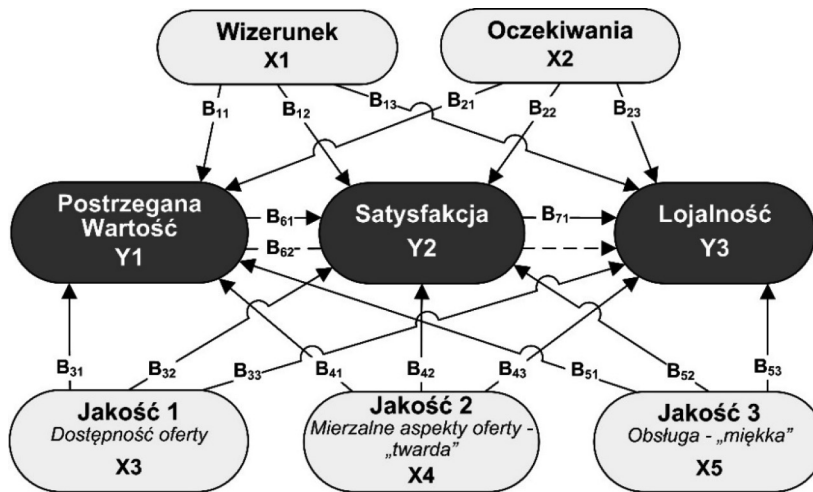 Wizerunek
X1
Oczekiwania
X2
B11 B12 B13 B21 B22 B23
Postrzegana
Wartość
Y1
B61
B62
Satysfakcja
Y2
B71
Lojalność
Y3
B31 B32 B33 B41 B42 B43 B51 B52 B53
Jakość 1
Dostępność oferty
X3
Jakość 2
Mierzalne aspekty oferty -
„twarda”
X4
Jakość 3
Obsługa - „miękka”
X5